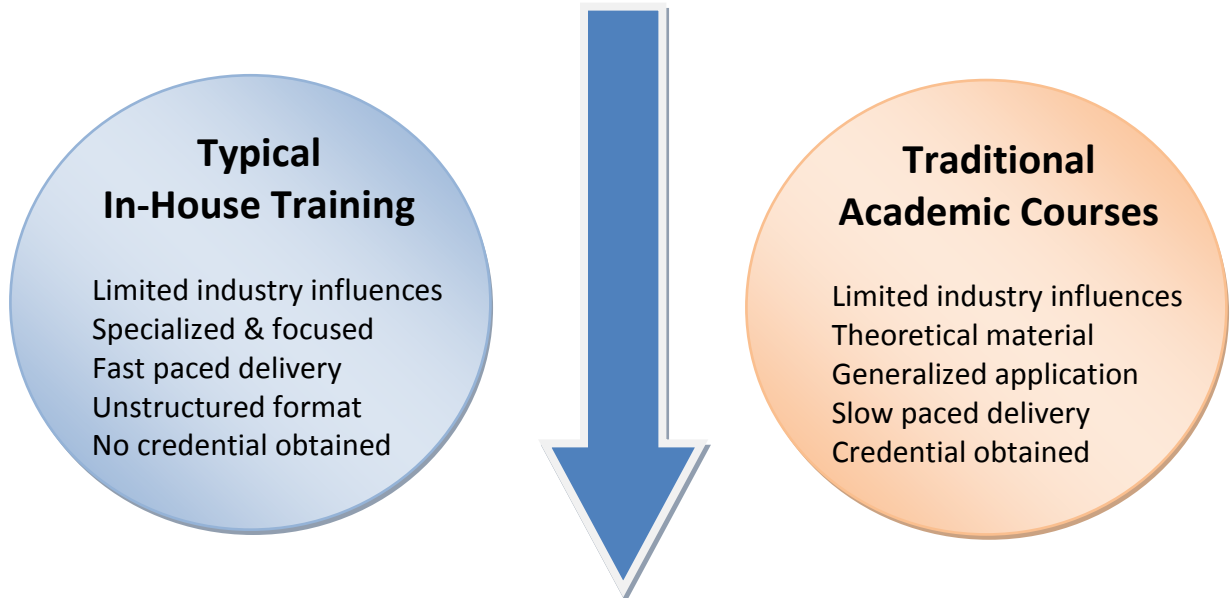 Typical
In-House Training
Limited industry influences
Specialized & focused
Fast paced delivery
Unstructured format
No credential obtained
Traditional
Academic Courses
Limited industry influences
Theoretical material
Generalized application
Slow paced delivery
Credential obtained